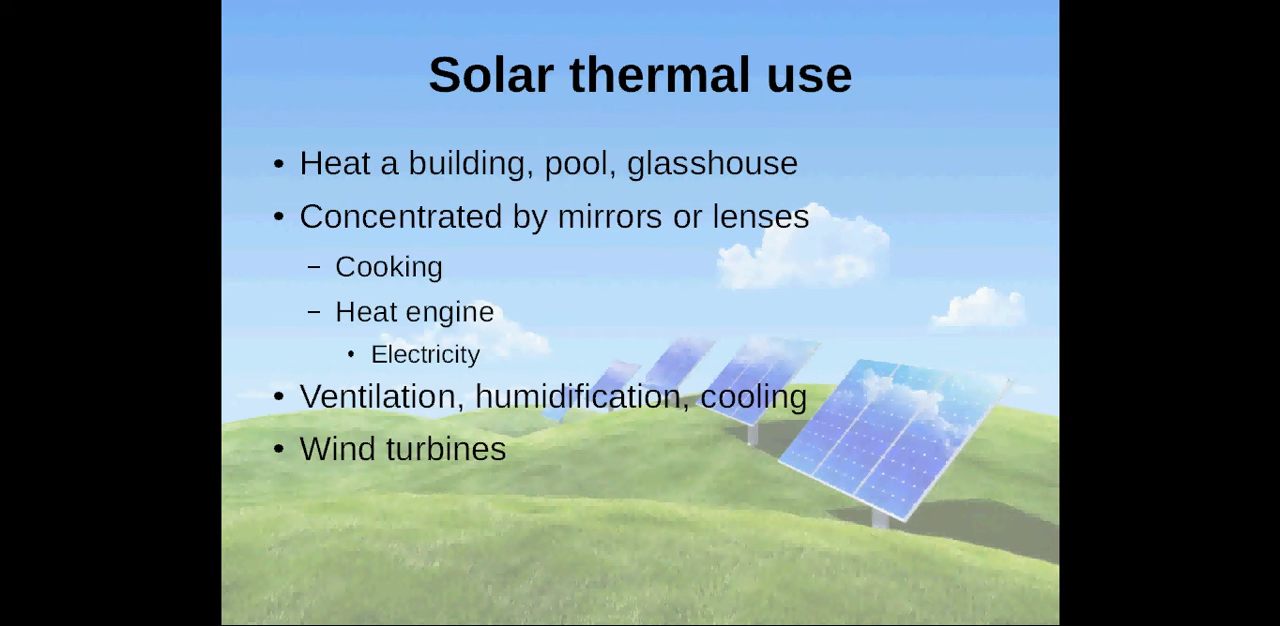 Solar thermal use
• Heat a building, pool, glasshouse
• Concentrated by mirrors or lenses
– Cooking
– Heat engine
• Electricity
• Ventilation, humidification, cooling
• Wind turbines